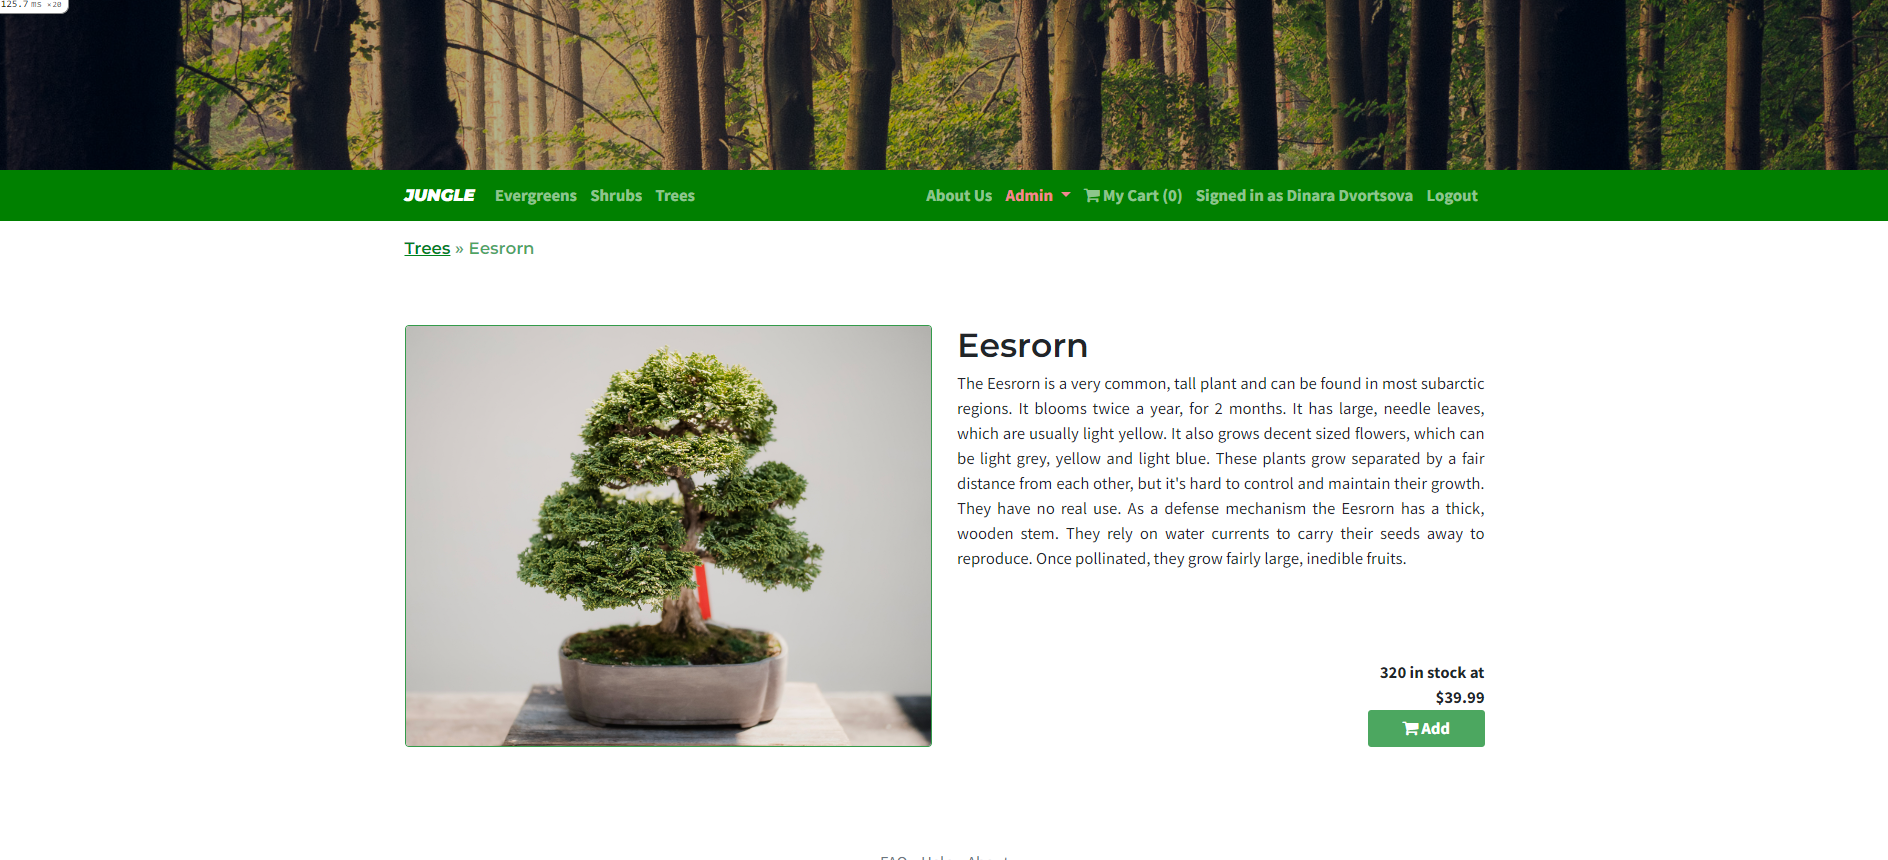 125.7 ms ×20
JUNGLE Evergreens Shrubs Trees About Us Admin My Cart (0) Signed in as Dinara Dvortsova Logout
Trees » Eesrorn
Eesrorn
The Eesrorn is a very common, tall plant and can be found in most subarctic
regions. It blooms twice a year, for 2 months. It has large, needle leaves,
which are usually light yellow. It also grows decent sized flowers, which can
be light grey, yellow and light blue. These plants grow separated by a fair
distance from each other, but it's hard to control and maintain their growth.
They have no real use. As a defense mechanism the Eesrorn has a thick,
wooden stem. They rely on water currents to carry their seeds away to
reproduce. Once pollinated, they grow fairly large, inedible fruits.
320 in stock at
$39.99
Add